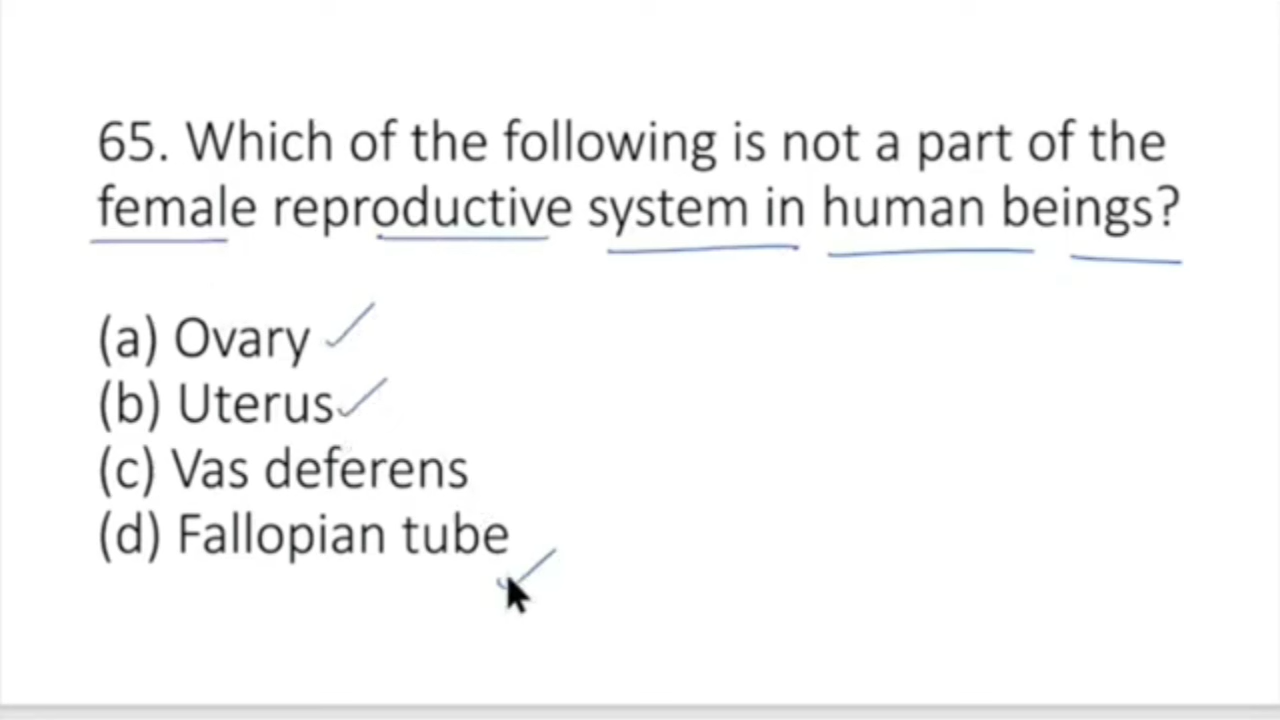 65. Which of the following is not a part of the
female reproductive system in human beings?
(a) Ovary
(b) Uterus
(c) Vas deferens
(d) Fallopian tube